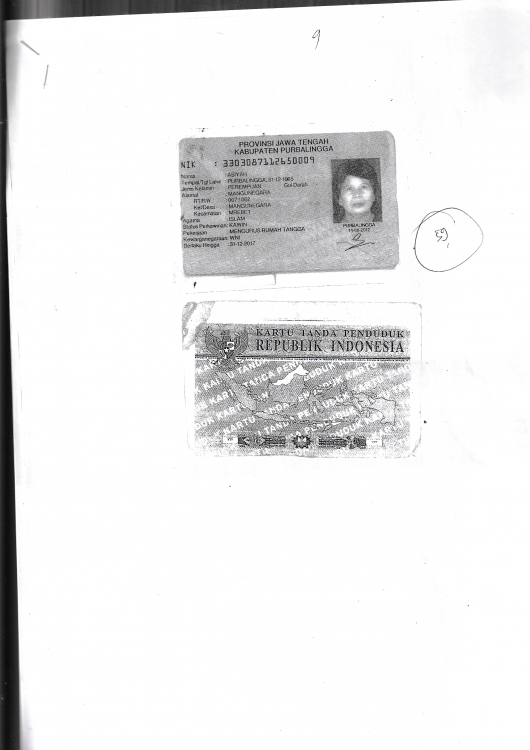 9
PROVINSI JAWA TENGAH
KABUPATEN PURBALINGGA
NIK : 3303087112650009
Nama : ASIYAH
Tempat/Tgl Lahir : PURBALINGGA, 31-12-1965
Jenis Kelamin : PEREMPUAN Gol Darah
Alamat : MANGUNEGARA
RT/RW : 007 / 002
Kel/Desa : MANGUNEGARA
Kecamatan : MREBET
Agama : ISLAM
Status Perkawinan: KAWIN
Pekerjaan : MENGURUS RUMAH TANGGA
Kewarganegaraan: WNI
Berlaku Hingga : 31-12-2017
PURBALINGGA
KARTU TANDA PENDUDUK
REPUBLIK INDONESIA